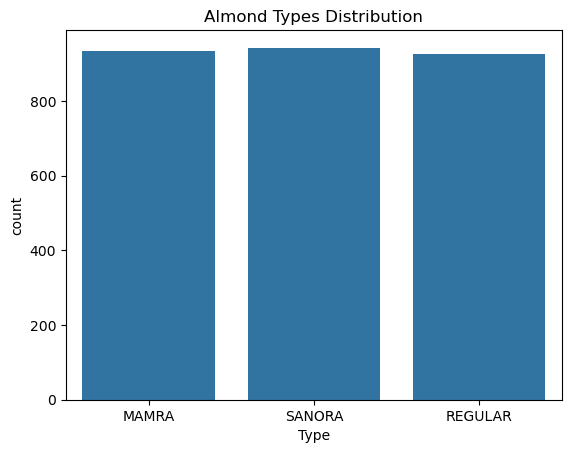 Almond Types Distribution
count
800
600
400
200
0
MAMRA SANORA REGULAR
Type